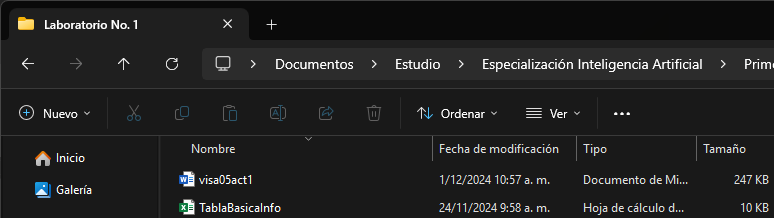 Laboratorio No. 1
Documentos > Estudio > Especialización Inteligencia Artificial > Prime
Nuevo Ordenar Ver
Nombre Fecha de modificación Tipo Tamaño
Inicio
Galería
visa05act1 1/12/2024 10:57 a. m. Documento de Mi... 247 KB
TablaBasicaInfo 24/11/2024 9:58 a. m. Hoja de cálculo d... 10 KB